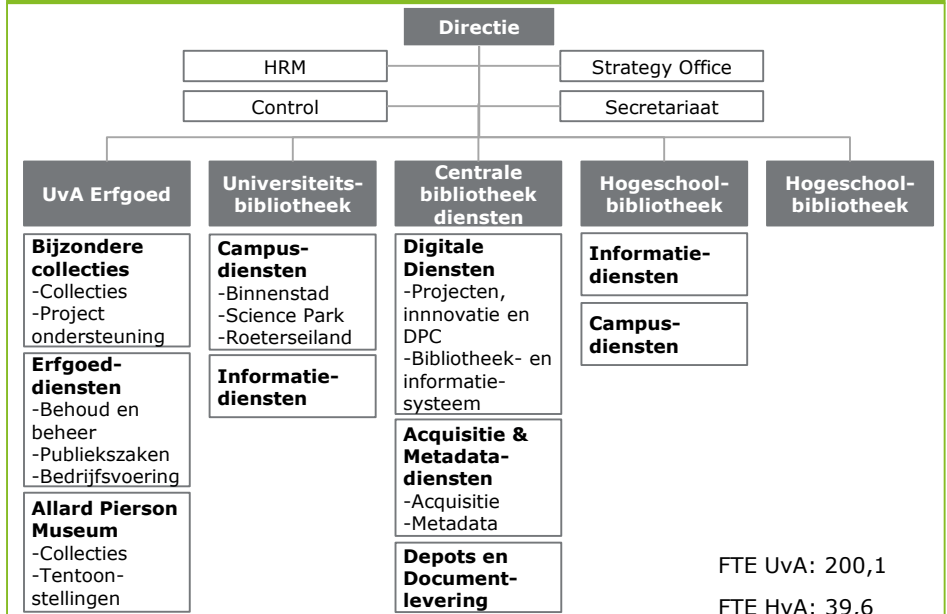 Directie
HRM
Strategy Office
Control
Secretariaat
UvA Erfgoed
Universiteits-
bibliotheek
Centrale
bibliotheek
diensten
Hogeschool-
bibliotheek
Hogeschool-
bibliotheek
Bijzondere
collecties
-Collecties
-Project
ondersteuning
Erfgoed-
diensten
-Behoud en
beheer
-Publiekszaken
-Bedrijfsvoering
Allard Pierson
Museum
-Collecties
-Tentoon-
stellingen
Campus-
diensten
-Binnenstad
-Science Park
-Roeterseiland
Informatie-
diensten
Digitale
Diensten
-Projecten,
innnovatie en
DPC
-Bibliotheek- en
informatie-
systeem
Acquisitie &
Metadata-
diensten
-Acquisitie
-Metadata
Depots en
Document-
levering
Informatie-
diensten
Campus-
diensten
FTE UvA: 200,1
FTE HvA: 39,6